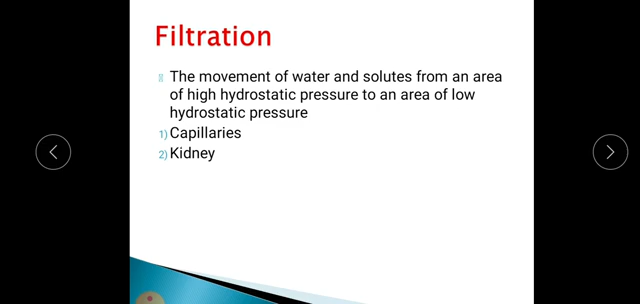 Filtration
The movement of water and solutes from an area
of high hydrostatic pressure to an area of low
hydrostatic pressure
1) Capillaries
2) Kidney